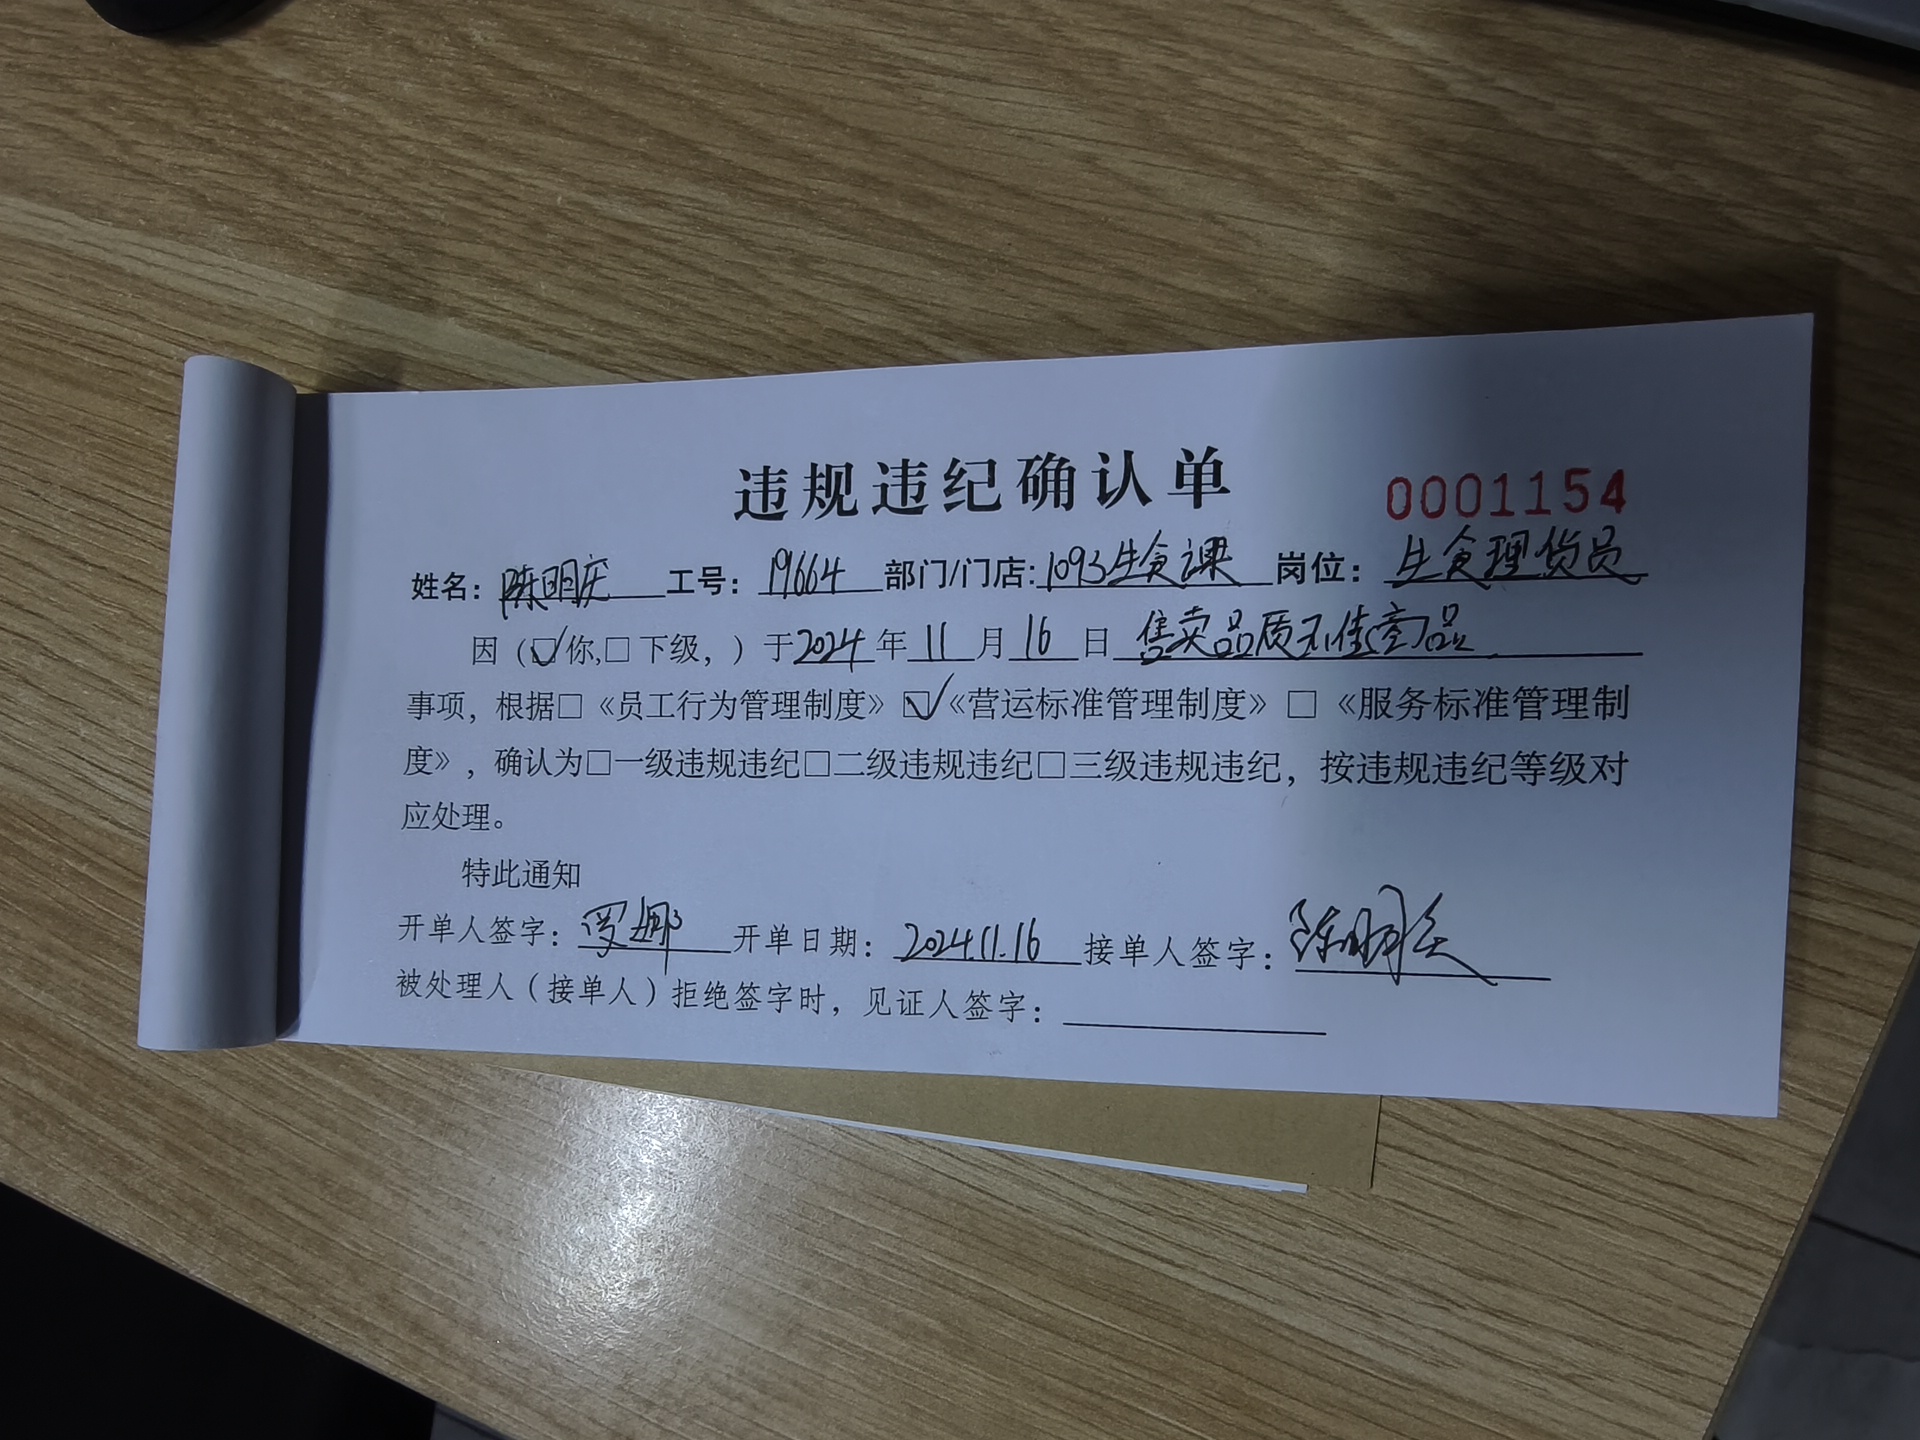 违规违纪确认单
0001154
姓名：陈明庆 工号：19664 部门/门店:1093生食课 岗位：生食理货员
因（☑你,□下级，）于2024年11月16日 售卖品质不佳商品.
事项，根据□《员工行为管理制度》☑《营运标准管理制度》□《服务标准管理制
度》，确认为□一级违规违纪□二级违规违纪□三级违规违纪，按违规违纪等级对
应处理。
特此通知
开单人签字：娜 开单日期：2024.11.16 接单人签字：陈明庆
被处理人（接单人）拒绝签字时，见证人签字：